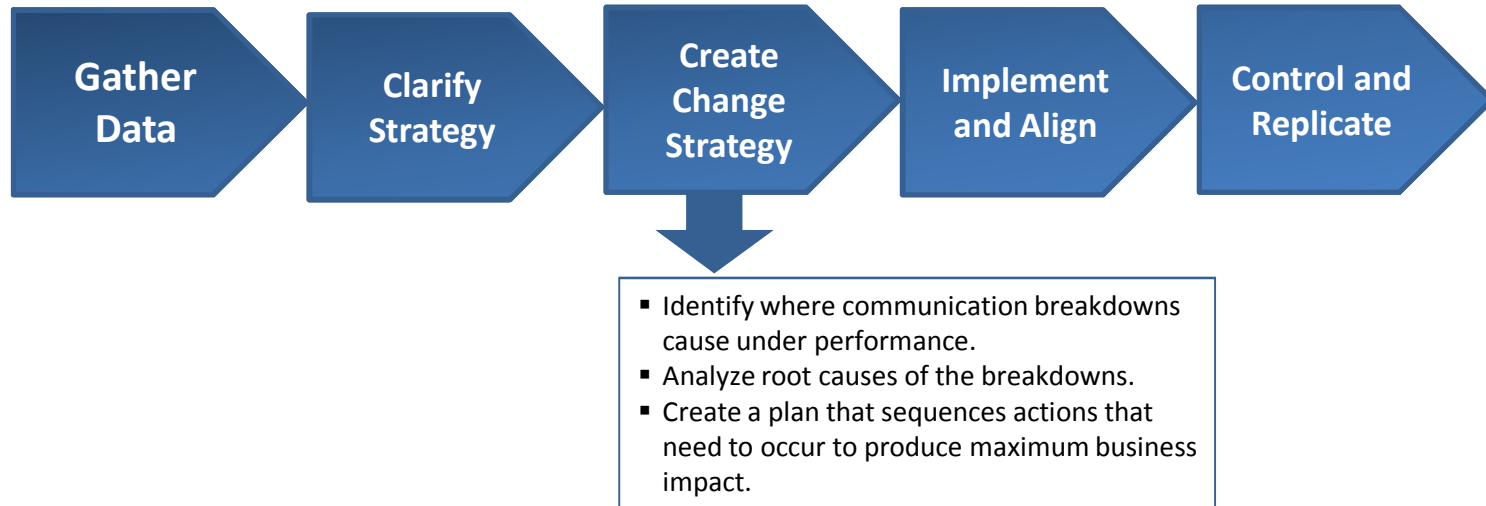 Gather
Data
Clarify
Strategy
Create
Change
Strategy
Implement
and Align
Control and
Replicate
▪ Identify where communication breakdowns
cause under performance.
▪ Analyze root causes of the breakdowns.
▪ Create a plan that sequences actions that
need to occur to produce maximum business
impact.